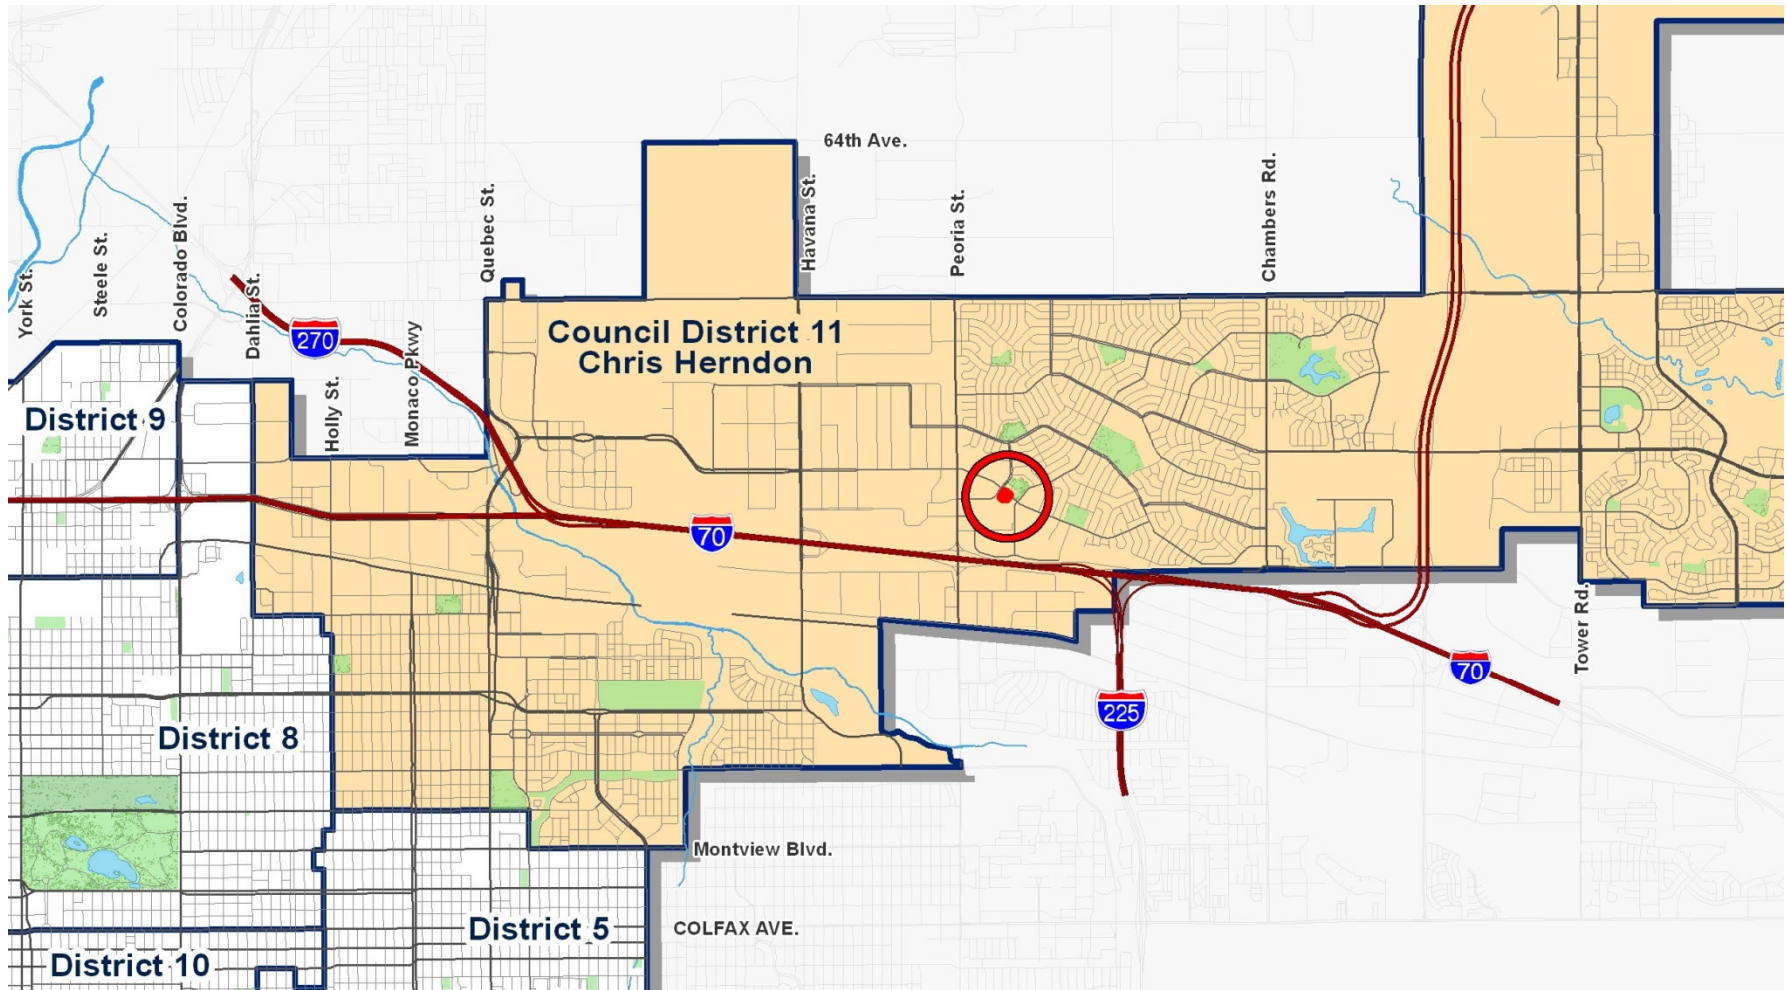 64th Ave.
York St.
Steele St.
Colorado Blvd.
Dahlia St.
Holly St.
Monaco Pkwy
Quebec St.
Havana St.
Peoria St.
Chambers Rd.
Tower Rd.
270
Council District 11
Chris Herndon
District 9
70
70
225
District 8
Montview Blvd.
District 5
COLFAX AVE.
District 10